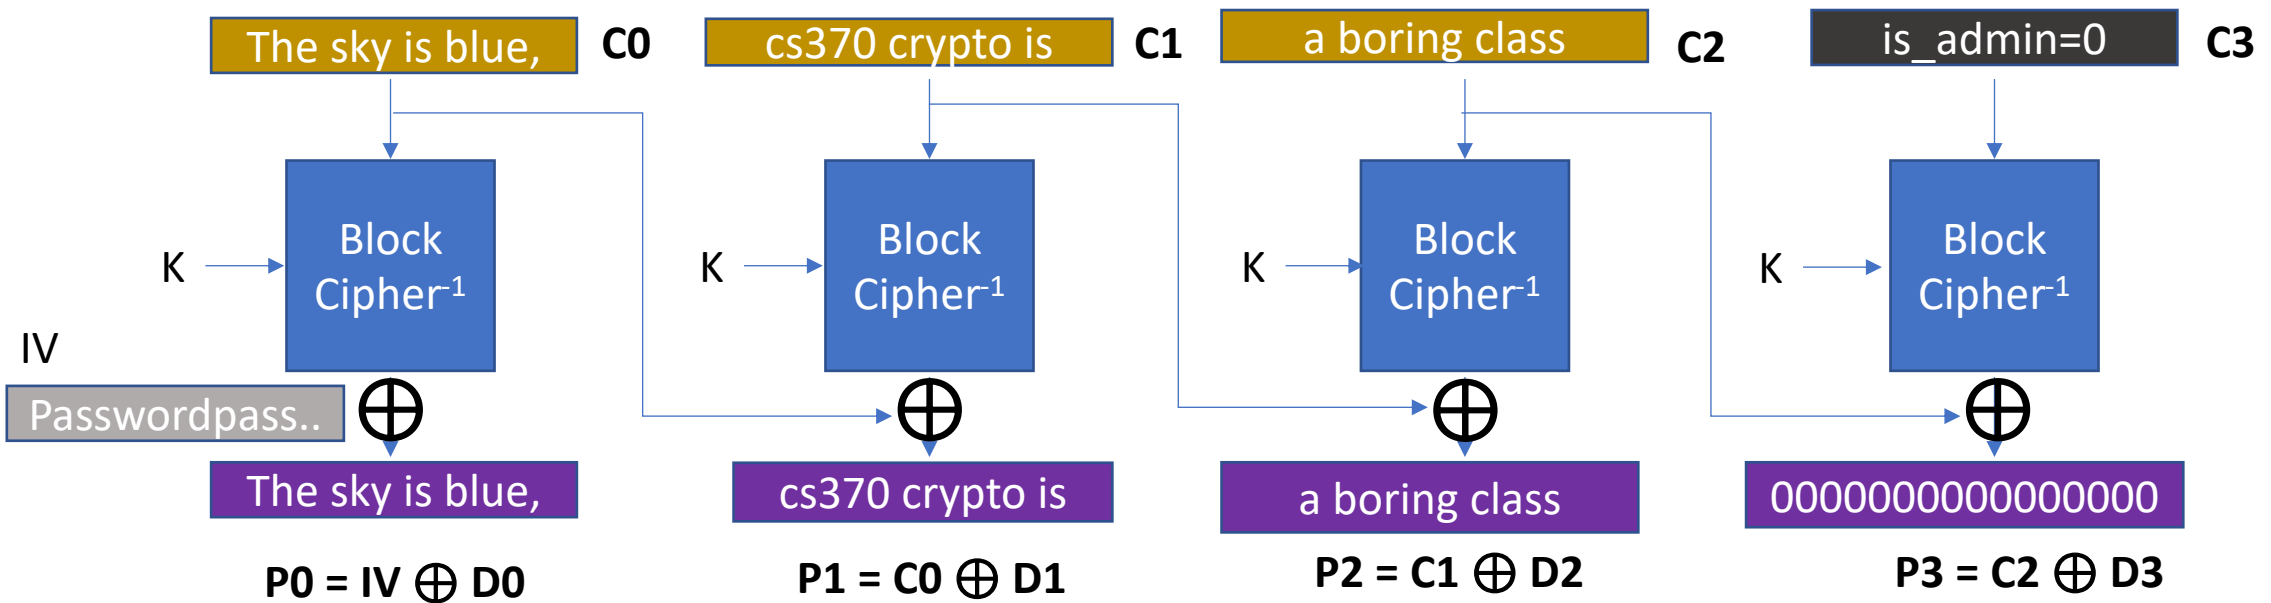 The sky is blue, C0 cs370 crypto is C1 a boring class C2 is_admin=0 C3
K Block Cipher-1 K Block Cipher-1 K Block Cipher-1 K Block Cipher-1
IV
Passwordpass..
The sky is blue, cs370 crypto is a boring class 0000000000000000
P0 = IV ⊕ D0 P1 = C0 ⊕ D1 P2 = C1 ⊕ D2 P3 = C2 ⊕ D3